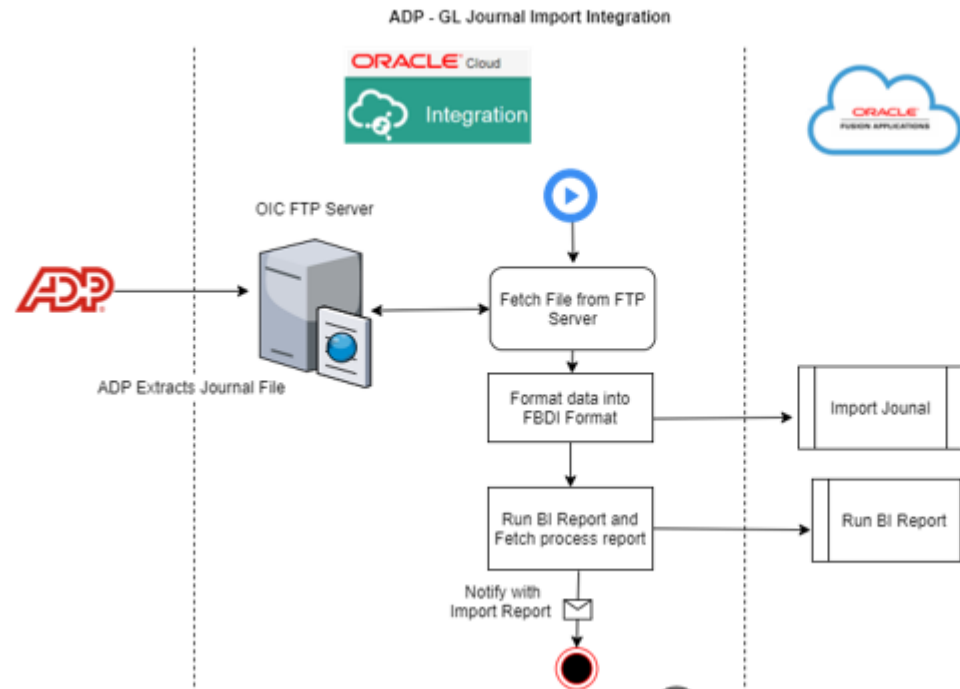 ADP - GL Journal Import Integration
ORACLE Cloud
Integration
ORACLE
FUSION APPLICATIONS
OIC FTP Server
ADP
Fetch File from FTP
Server
ADP Extracts Journal File
Format data into
FBDI Format
Import Jounal
Run BI Report and
Fetch process report
Run BI Report
Notify with
Import Report